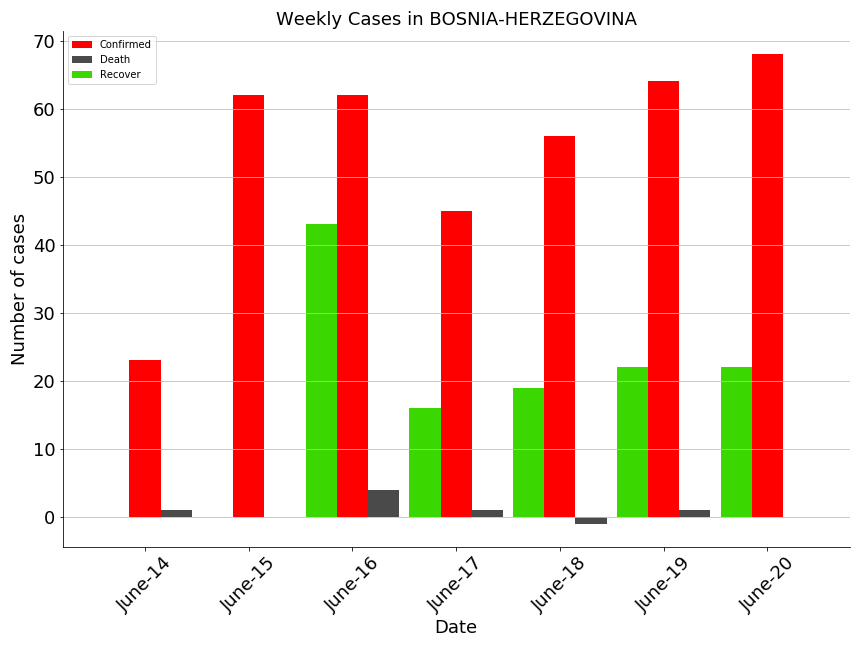 Weekly Cases in BOSNIA-HERZEGOVINA
Confirmed
Death
Recover
Number of cases
70
60
50
40
30
20
10
0
June-14
June-15
June-16
June-17
June-18
June-19
June-20
Date